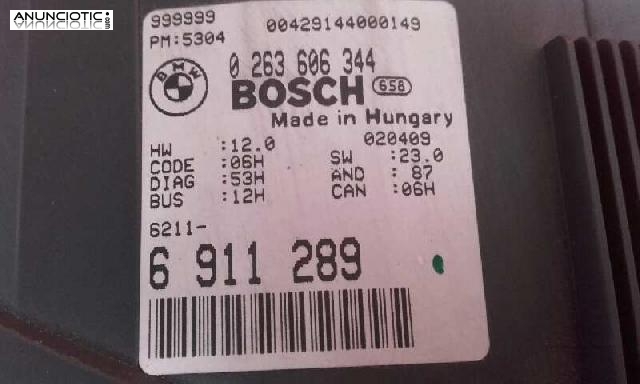 ANUNCIOTIC.com
999999 00429144000149
PM:5304
BMW
0 263 606 344
BOSCH 658
Made in Hungary
020409
HW :12.0 SW :23.0
CODE :06H AND : 87
DIAG :53H CAN :06H
BUS :12H
6211-
6 911 289